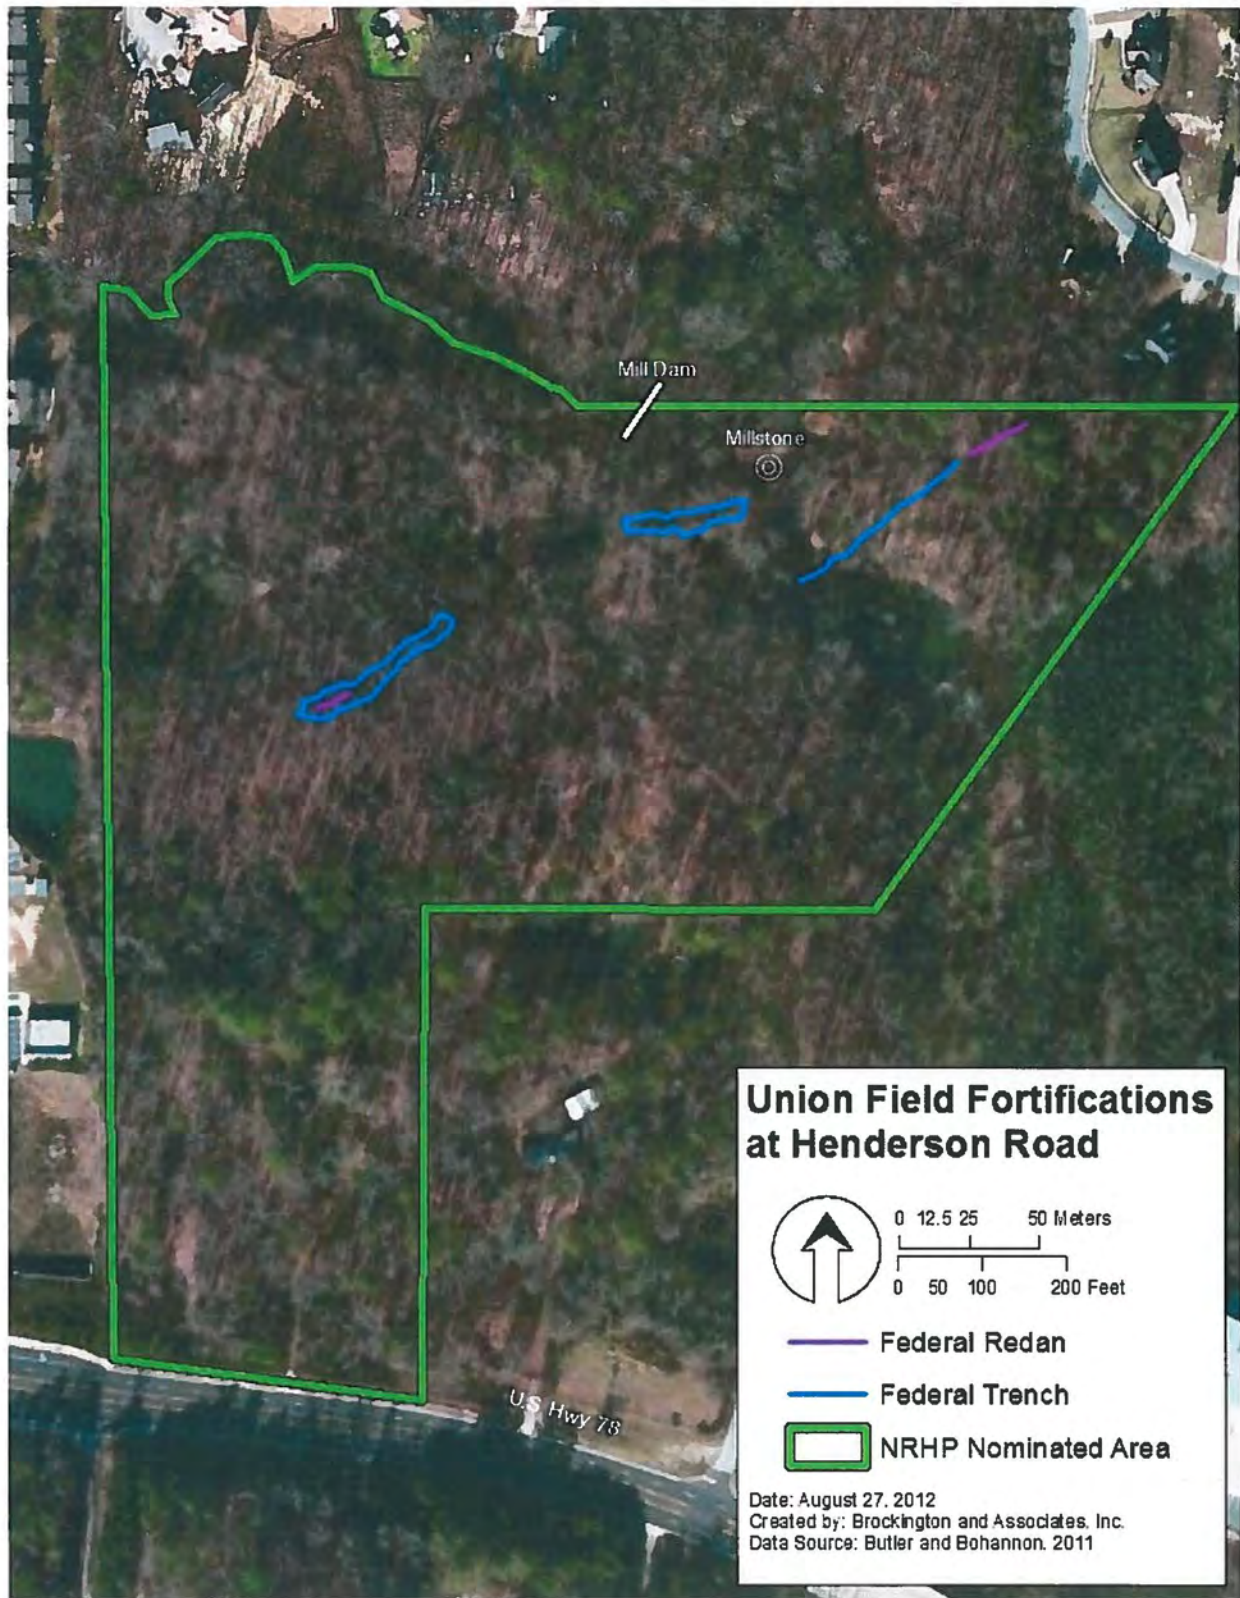 Mill Dam
Millstone
U.S. Hwy 78
Union Field Fortifications
at Henderson Road
0 12.5 25 50 Meters
0 50 100 200 Feet
Federal Redan
Federal Trench
NRHP Nominated Area
Date: August 27, 2012
Created by: Brockington and Associates, Inc.
Data Source: Butler and Bohannon, 2011